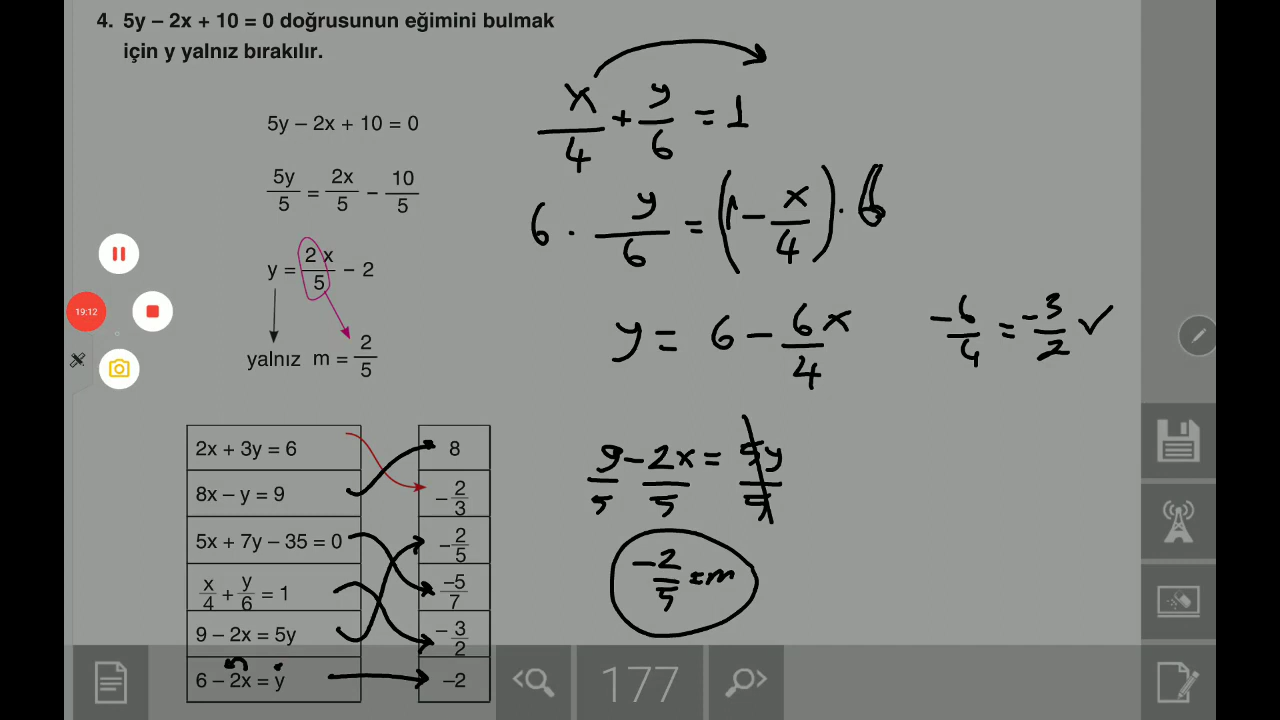 4. 5y – 2x + 10 = 0 doğrusunun eğimini bulmak
için y yalnız bırakılır.
5y – 2x + 10 = 0
5y/5 = 2x/5 – 10/5
y = 2x/5 – 2
yalnız m = 2/5
x/4 + y/6 = 1
6 · y/6 = (1 – x/4) · 6
y = 6 – 6x/4
–6/4 = –3/2 ✓
9/5 – 2x/5 = 5y/5
–2/5 = m
2x + 3y = 6
8x – y = 9
5x + 7y – 35 = 0
x/4 + y/6 = 1
9 – 2x = 5y
6 – 2x = y
8
–2/3
–2/5
–5/7
–3/2
–2
19:12
177